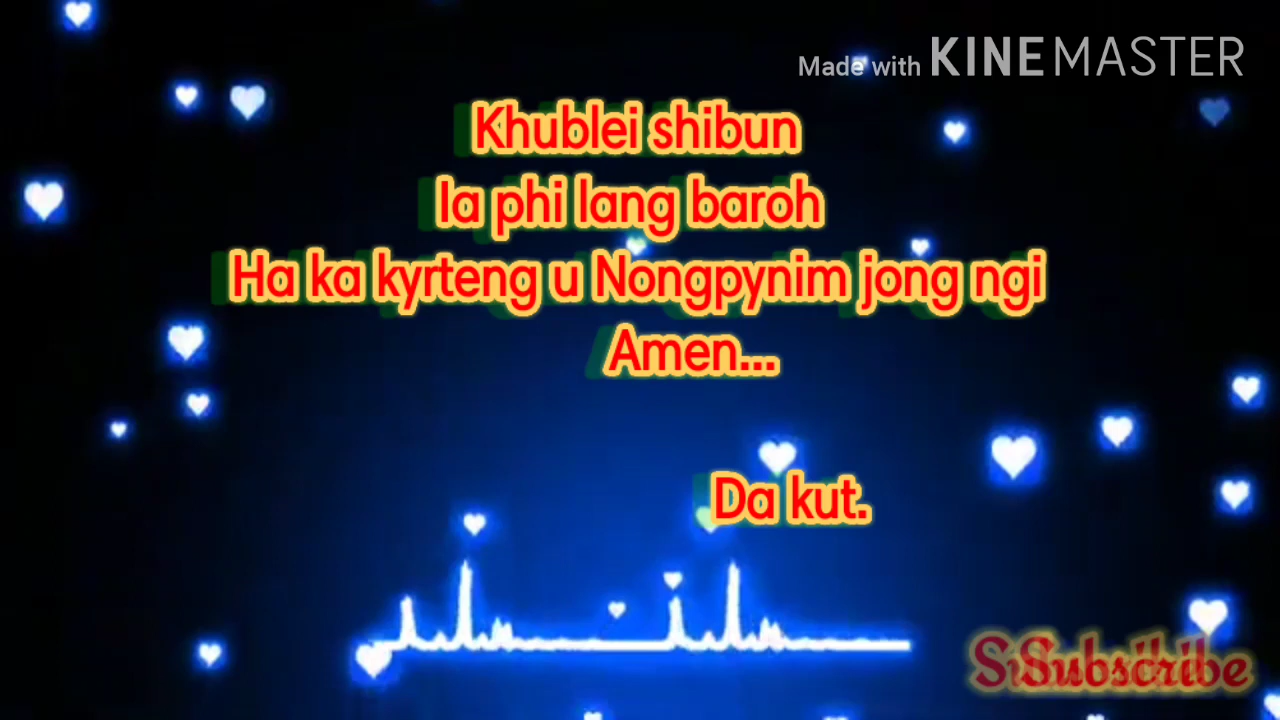 Made with KINEMASTER
Khublei shibun
Ia phi lang baroh
Ha ka kyrteng u Nongpynim jong ngi
Amen...
Da kut.
Subscribe